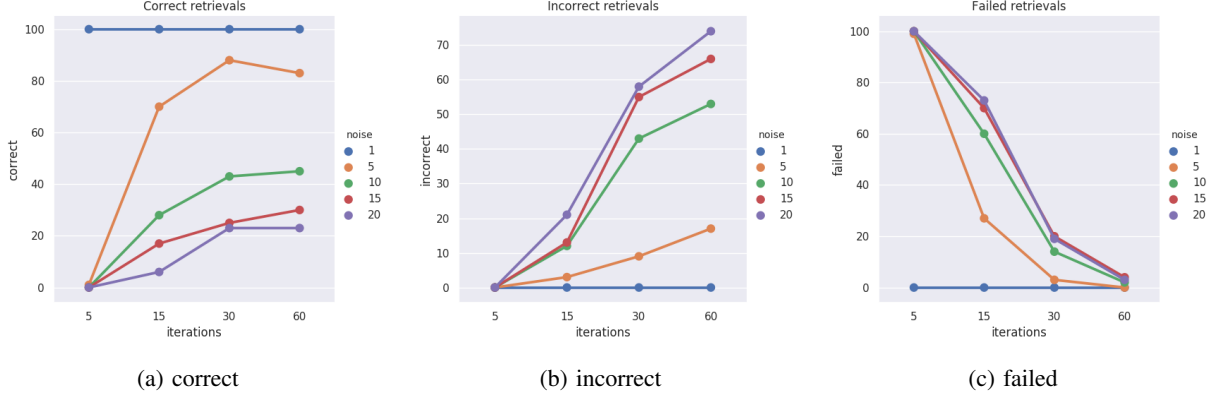 Correct retrievals
100
80
60
40
20
0
correct
5 15 30 60
iterations
noise
1
5
10
15
20
(a) correct
Incorrect retrievals
70
60
50
40
30
20
10
0
incorrect
5 15 30 60
iterations
noise
1
5
10
15
20
(b) incorrect
Failed retrievals
100
80
60
40
20
0
failed
5 15 30 60
iterations
noise
1
5
10
15
20
(c) failed